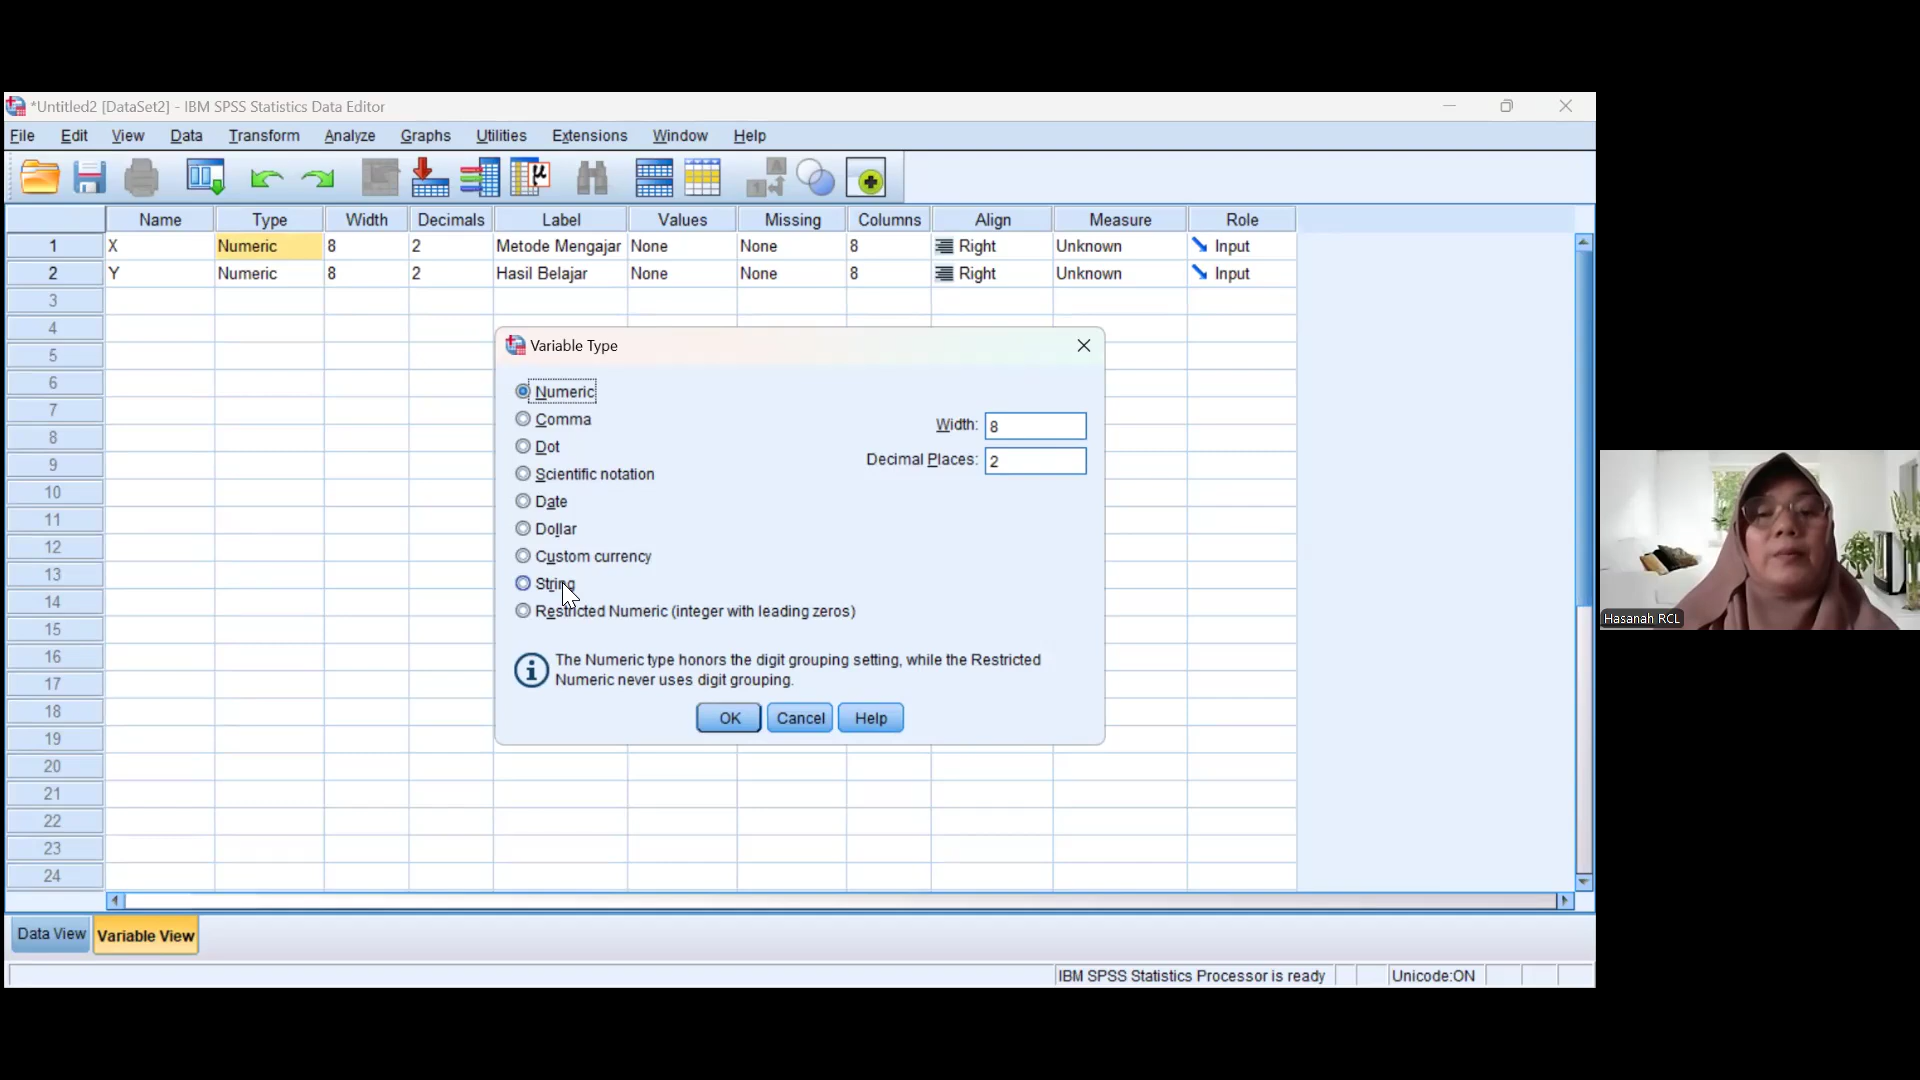 *Untitled2 [DataSet2] - IBM SPSS Statistics Data Editor
File Edit View Data Transform Analyze Graphs Utilities Extensions Window Help
Name Type Width Decimals Label Values Missing Columns Align Measure Role
1 X Numeric 8 2 Metode Mengajar None None 8 Right Unknown Input
2 Y Numeric 8 2 Hasil Belajar None None 8 Right Unknown Input
3
4
5
6
7
8
9
10
11
12
13
14
15
16
17
18
19
20
21
22
23
24
Variable Type
Numeric
Comma
Dot
Scientific notation
Date
Dollar
Custom currency
String
Restricted Numeric (integer with leading zeros)
Width: 8
Decimal Places: 2
The Numeric type honors the digit grouping setting, while the Restricted
Numeric never uses digit grouping.
OK Cancel Help
Hasanah RCL
Data View Variable View
IBM SPSS Statistics Processor is ready Unicode:ON